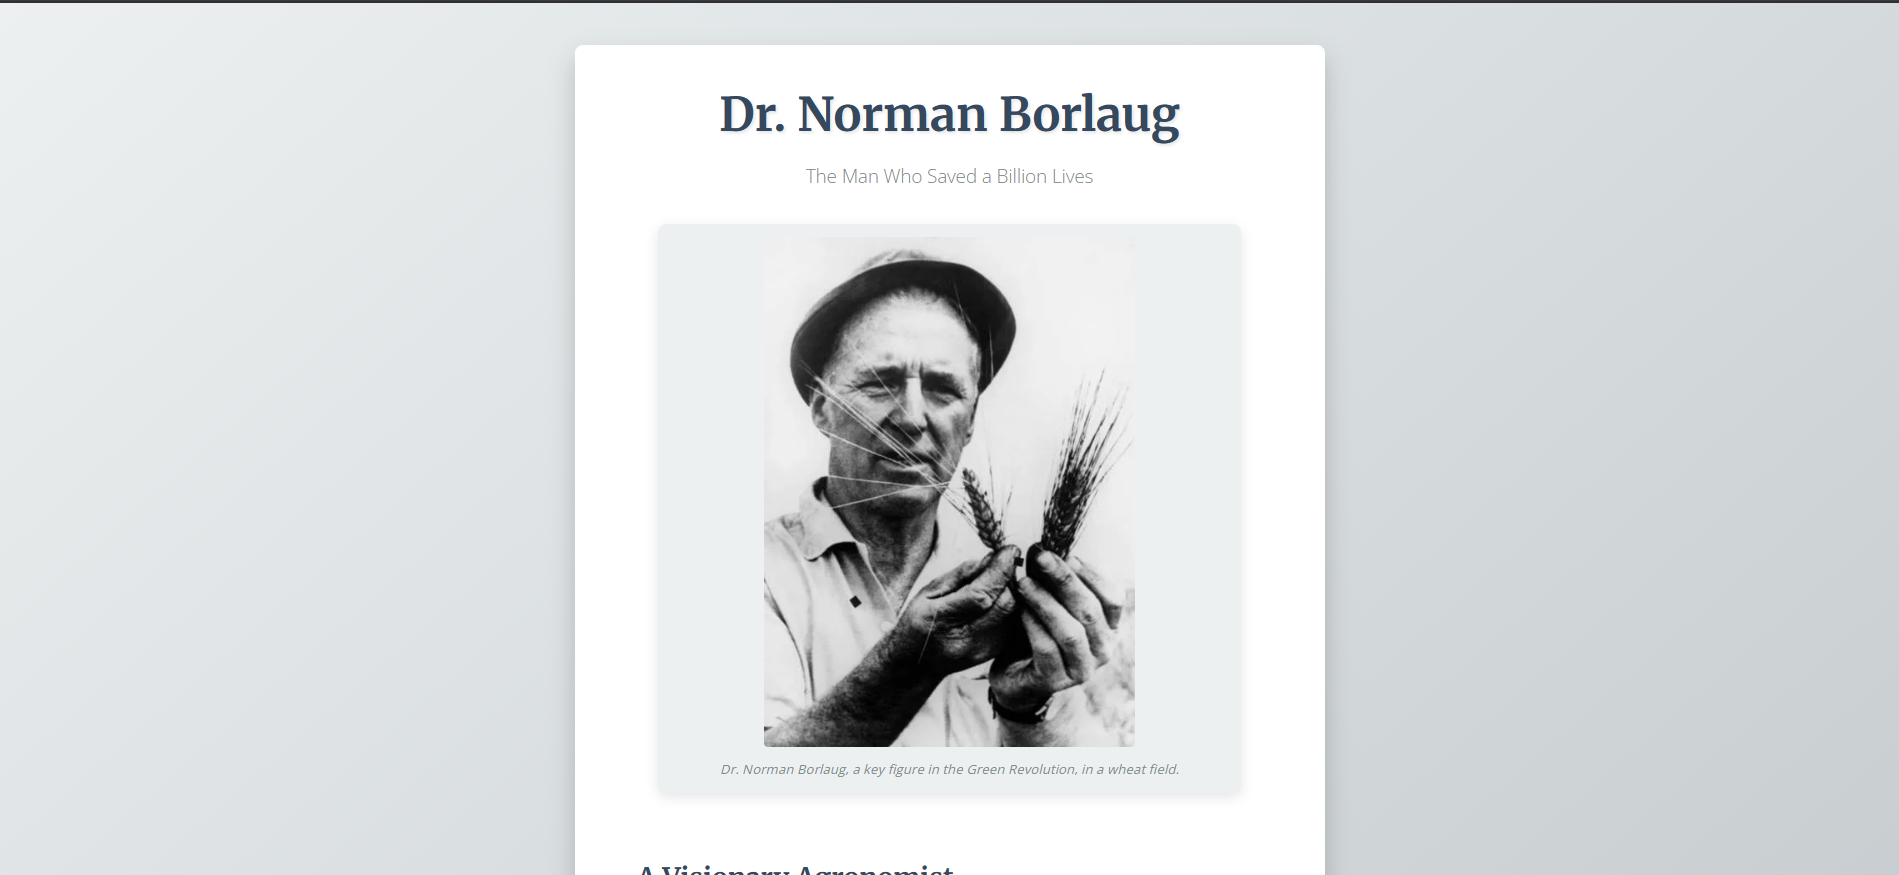 Dr. Norman Borlaug
The Man Who Saved a Billion Lives
Dr. Norman Borlaug, a key figure in the Green Revolution, in a wheat field.
A Visionary Agronomist